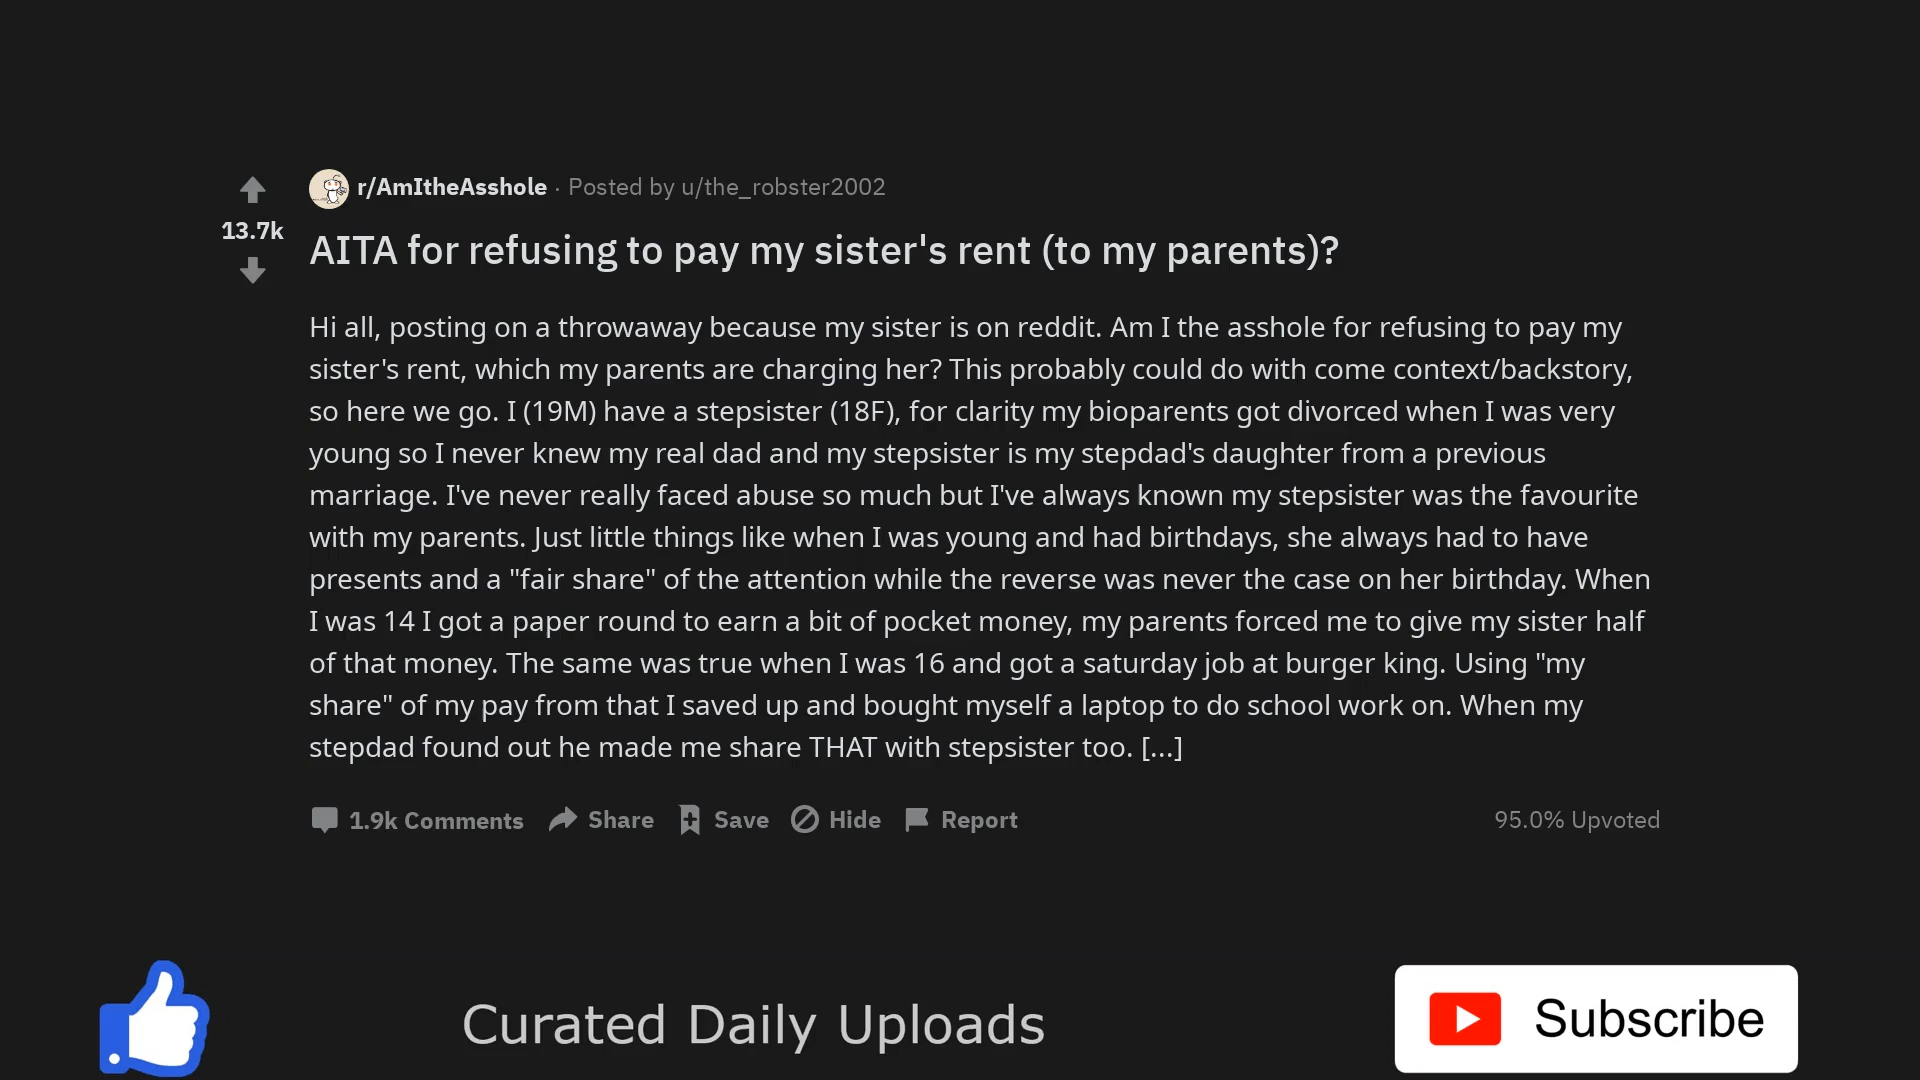 r/AmItheAsshole · Posted by u/the_robster2002
13.7k
AITA for refusing to pay my sister's rent (to my parents)?
Hi all, posting on a throwaway because my sister is on reddit. Am I the asshole for refusing to pay my
sister's rent, which my parents are charging her? This probably could do with come context/backstory,
so here we go. I (19M) have a stepsister (18F), for clarity my bioparents got divorced when I was very
young so I never knew my real dad and my stepsister is my stepdad's daughter from a previous
marriage. I've never really faced abuse so much but I've always known my stepsister was the favourite
with my parents. Just little things like when I was young and had birthdays, she always had to have
presents and a "fair share" of the attention while the reverse was never the case on her birthday. When
I was 14 I got a paper round to earn a bit of pocket money, my parents forced me to give my sister half
of that money. The same was true when I was 16 and got a saturday job at burger king. Using "my
share" of my pay from that I saved up and bought myself a laptop to do school work on. When my
stepdad found out he made me share THAT with stepsister too. [...]
1.9k Comments Share Save Hide Report 95.0% Upvoted
Curated Daily Uploads
Subscribe